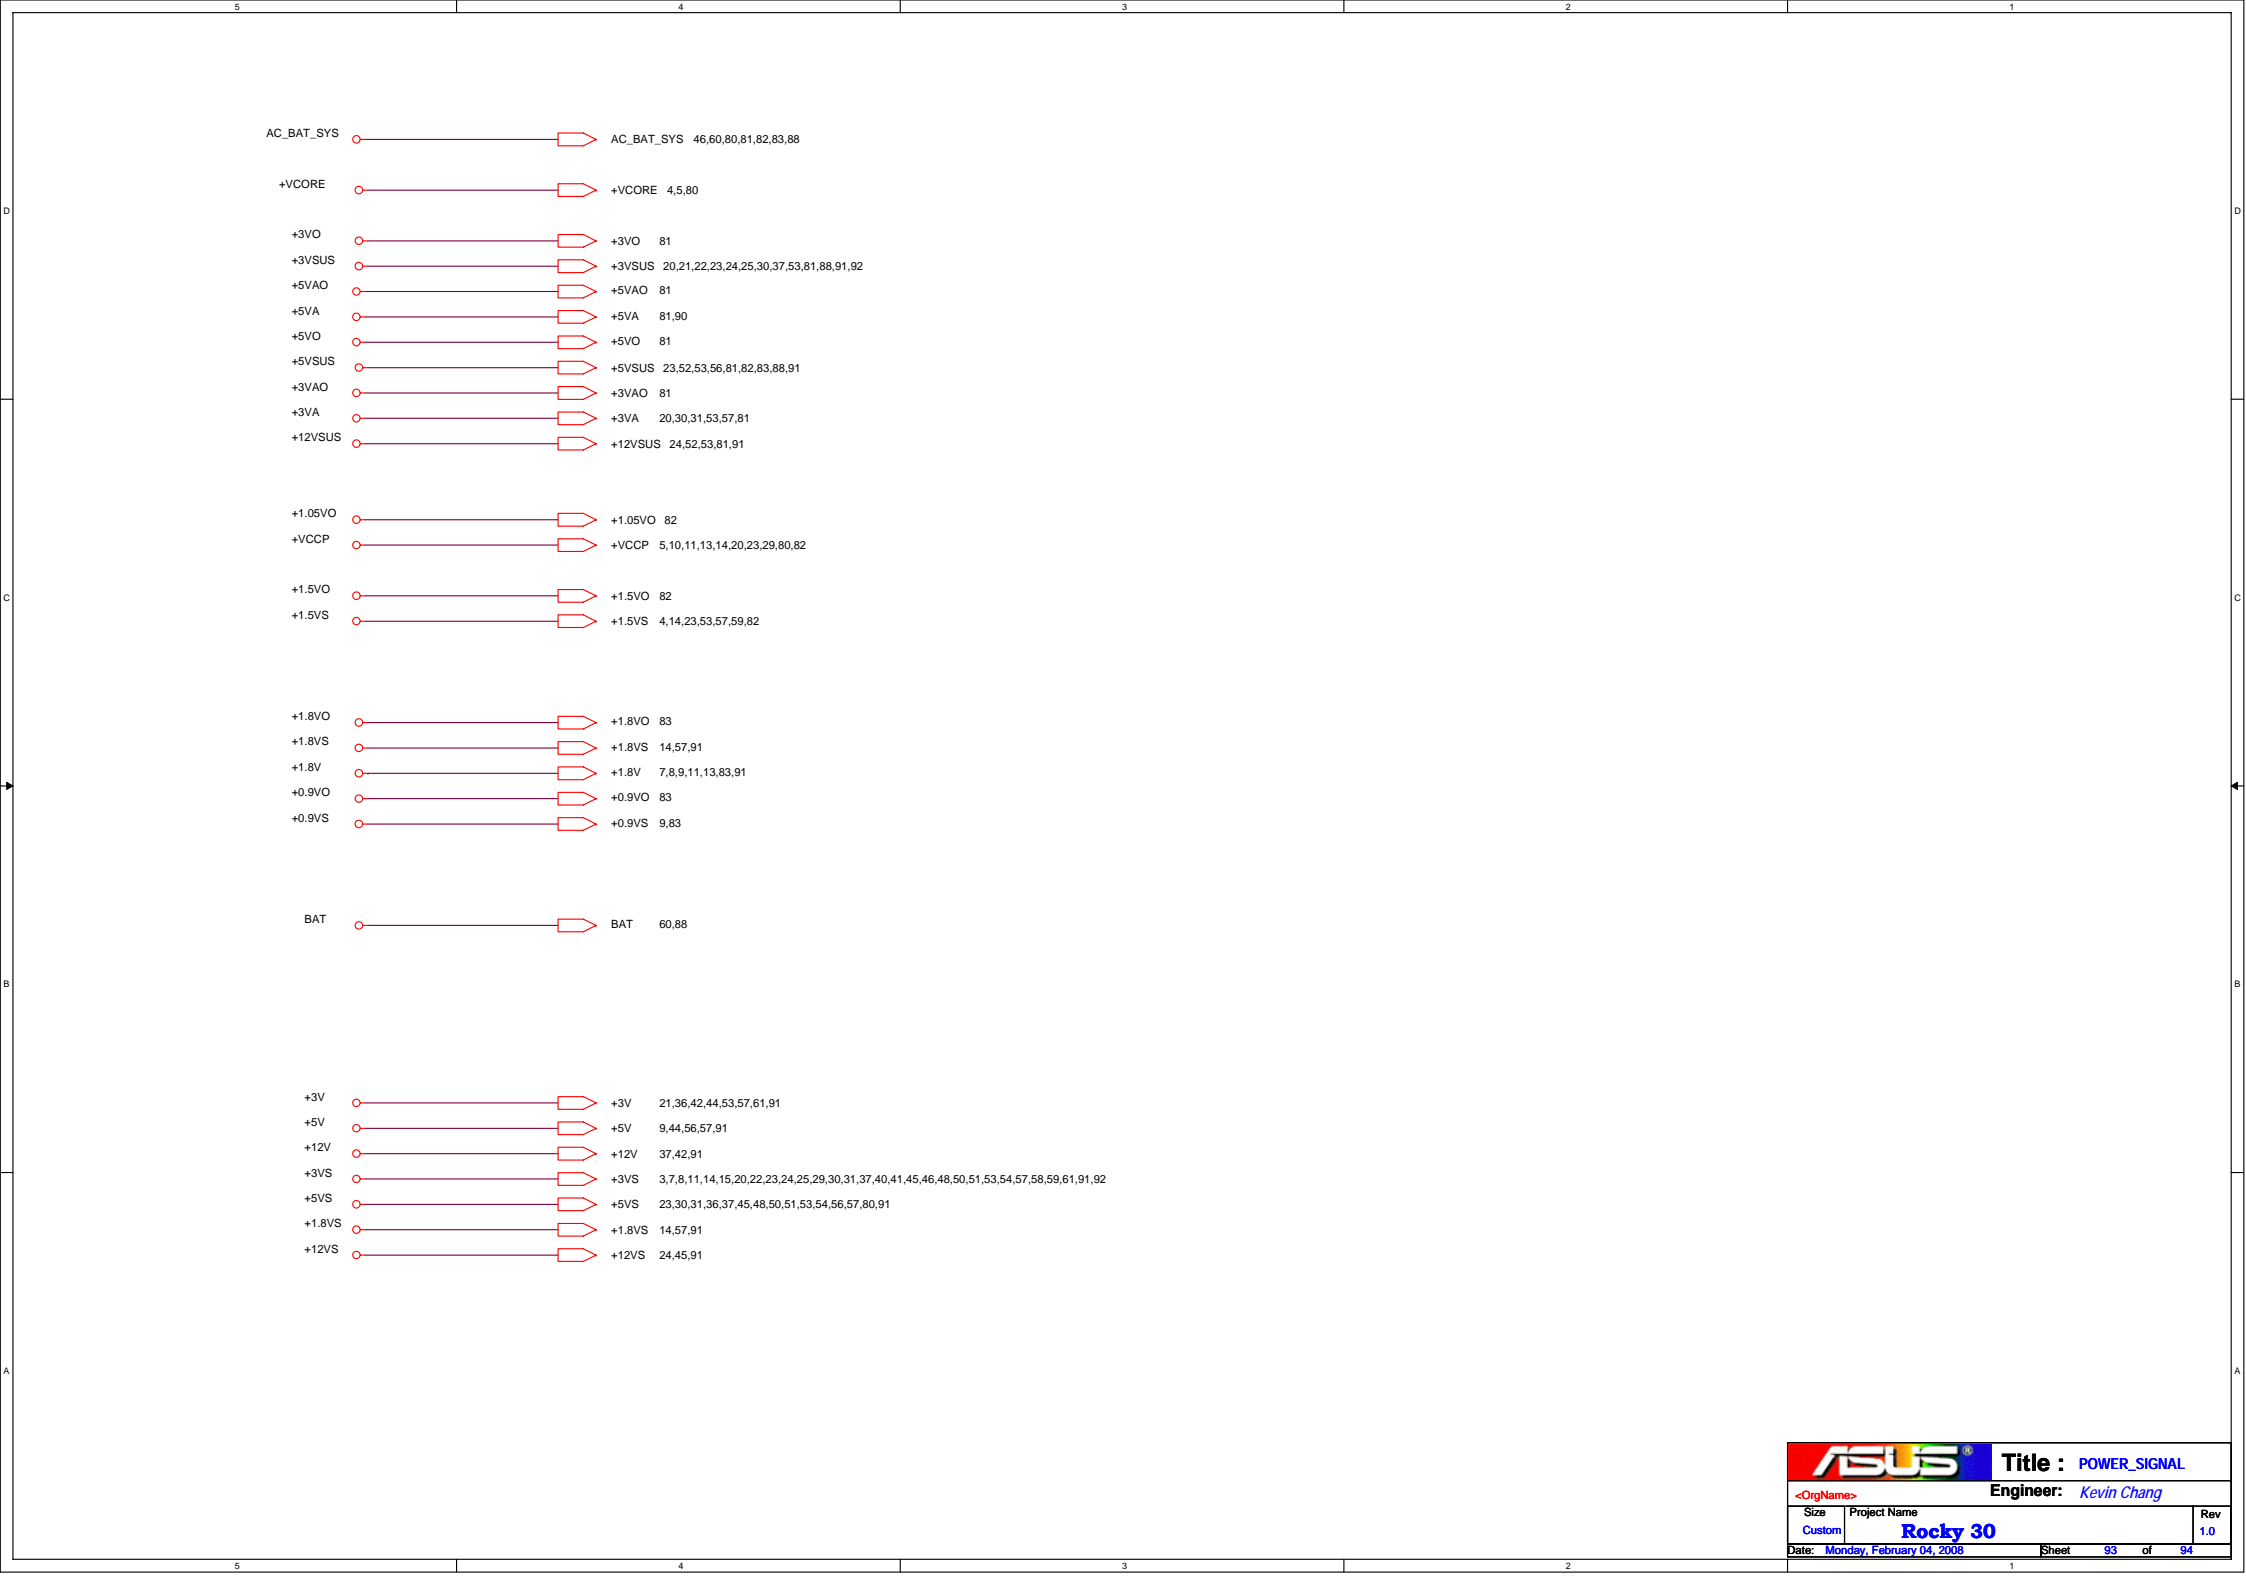 5 4 3 2 1
AC_BAT_SYS AC_BAT_SYS 46,60,80,81,82,83,88
+VCORE +VCORE 4,5,80
D D
+3VO +3VO 81
+3VSUS +3VSUS 20,21,22,23,24,25,30,37,53,81,88,91,92
+5VAO +5VAO 81
+5VA +5VA 81,90
+5VO +5VO 81
+5VSUS +5VSUS 23,52,53,56,81,82,83,88,91
+3VAO +3VAO 81
+3VA +3VA 20,30,31,53,57,81
+12VSUS +12VSUS 24,52,53,81,91
+1.05VO +1.05VO 82
+VCCP +VCCP 5,10,11,13,14,20,23,29,80,82
+1.5VO +1.5VO 82
C C
+1.5VS +1.5VS 4,14,23,53,57,59,82
+1.8VO +1.8VO 83
+1.8VS +1.8VS 14,57,91
+1.8V +1.8V 7,8,9,11,13,83,91
+0.9VO +0.9VO 83
+0.9VS +0.9VS 9,83
BAT BAT 60,88
B B
+3V +3V 21,36,42,44,53,57,61,91
+5V +5V 9,44,56,57,91
+12V +12V 37,42,91
+3VS +3VS 3,7,8,11,14,15,20,22,23,24,25,29,30,31,37,40,41,45,46,48,50,51,53,54,57,58,59,61,91,92
+5VS +5VS 23,30,31,36,37,45,48,50,51,53,54,56,57,80,91
+1.8VS +1.8VS 14,57,91
+12VS +12VS 24,45,91
A A
ASUS® Title : POWER_SIGNAL
<OrgName> Engineer: Kevin Chang
Size Project Name Rev
Custom Rocky 30 1.0
Date: Monday, February 04, 2008 Sheet 93 of 94
5 4 3 2 1